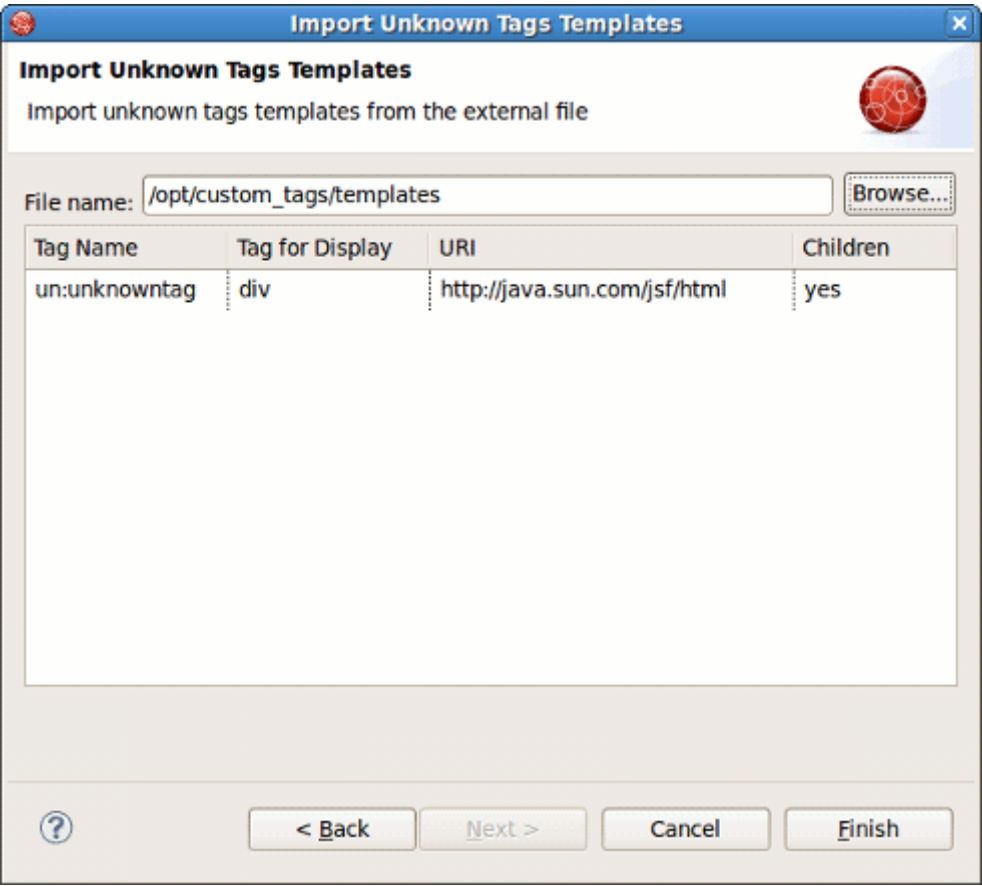 Import Unknown Tags Templates
Import Unknown Tags Templates
Import unknown tags templates from the external file
File name: /opt/custom_tags/templates Browse...
Tag Name Tag for Display URI Children
un:unknowntag div http://java.sun.com/jsf/html yes
? < Back Next > Cancel Finish